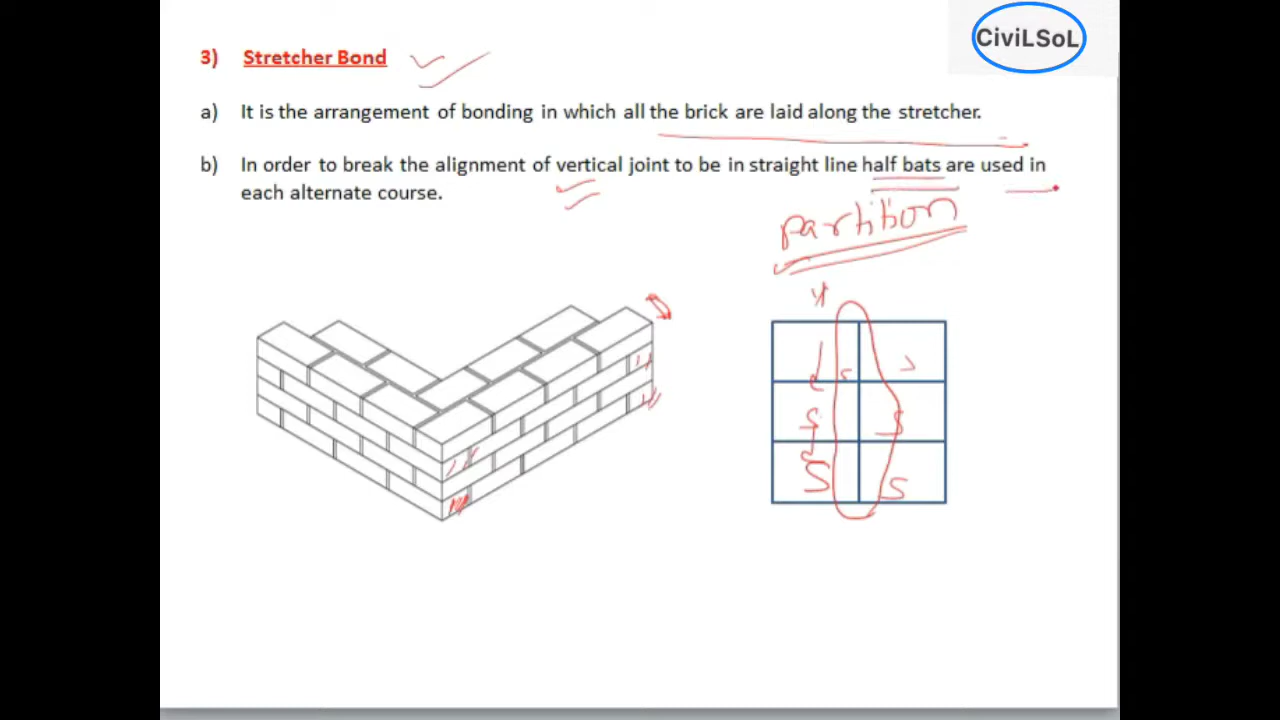 CiviLSoL
3) Stretcher Bond
a) It is the arrangement of bonding in which all the brick are laid along the stretcher.
b) In order to break the alignment of vertical joint to be in straight line half bats are used in
each alternate course.
partition
S S
S S